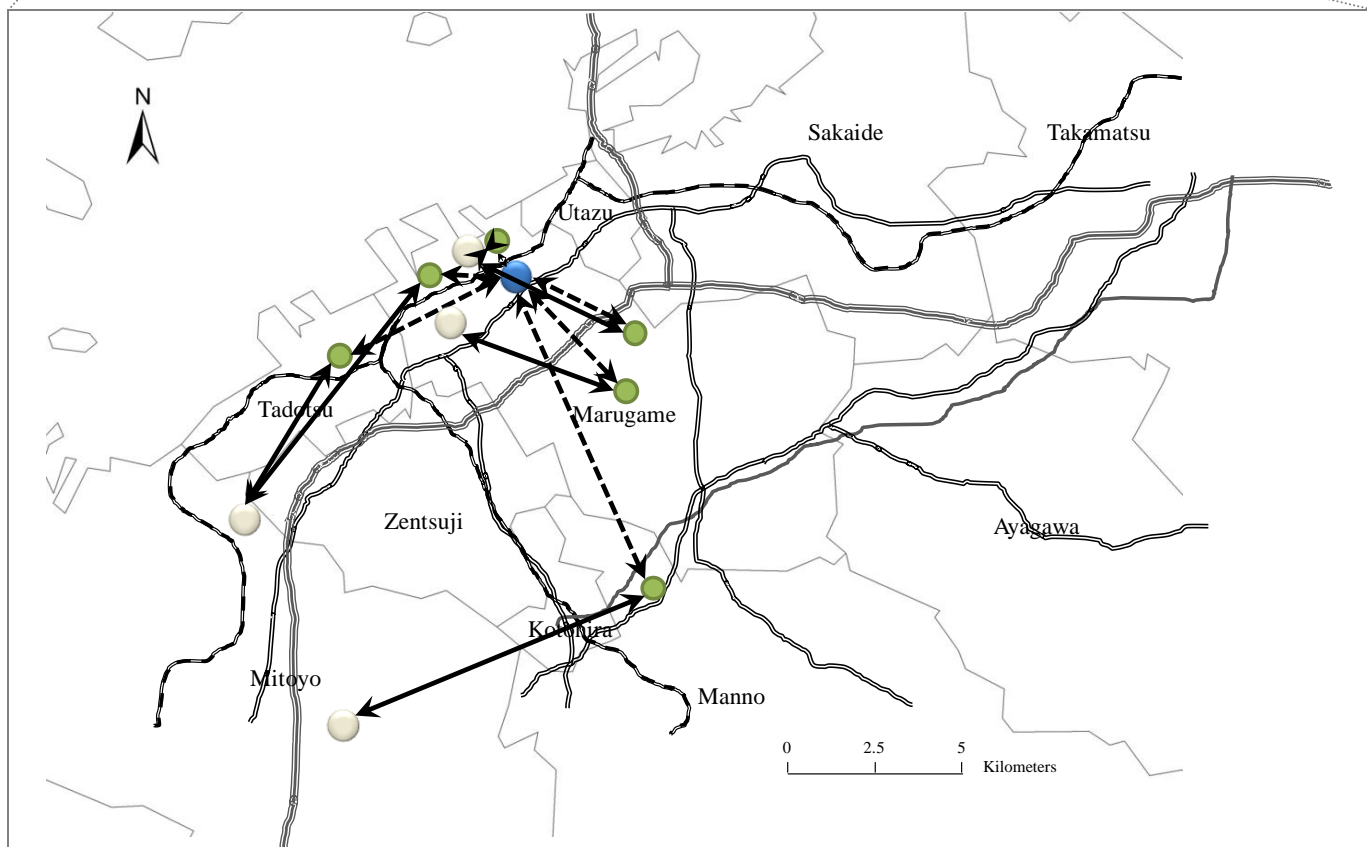 N
Sakaide
Takamatsu
Utazu
Tadotsu
Marugame
Zentsuji
Ayagawa
Kotohira
Mitoyo
Manno
0 2.5 5
Kilometers